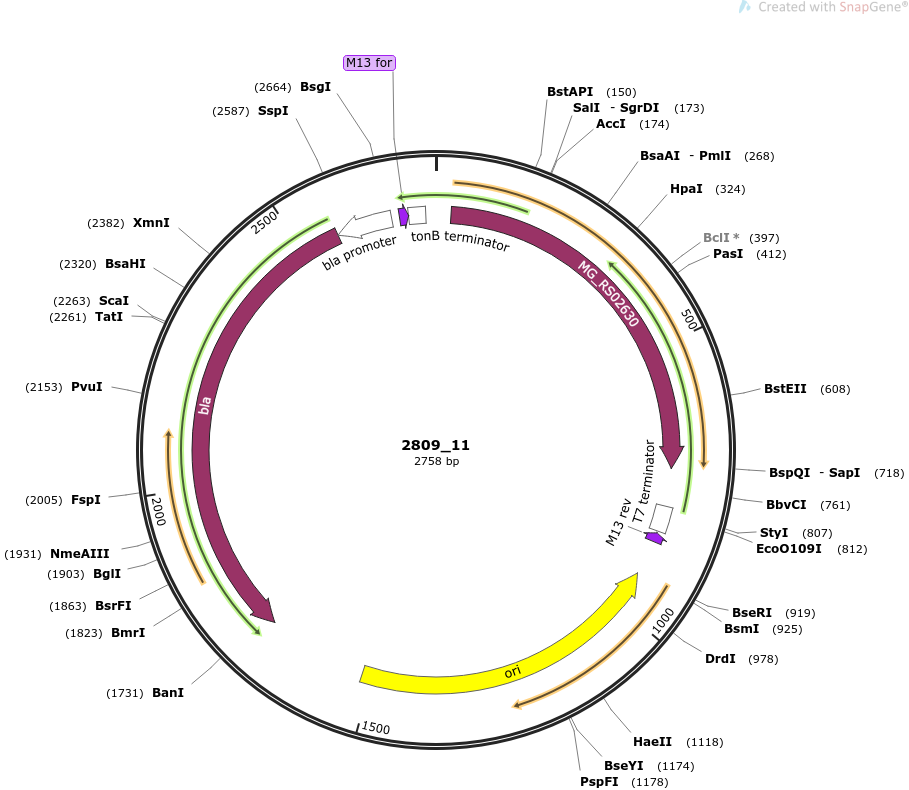 Created with SnapGene®
M13 for
(2664) BsgI
(2587) SspI
BstAPI (150)
SalI - SgrDI (173)
AccI (174)
BsaAI - PmlI (268)
HpaI (324)
BclI * (397)
PasI (412)
2500
bla promoter
tonB terminator
MG_RS02630
500
(2382) XmnI
(2320) BsaHI
(2263) ScaI
(2261) TatI
(2153) PvuI
bla
BstEII (608)
2809_11
2758 bp
BspQI - SapI (718)
BbvCI (761)
T7 terminator
M13 rev
StyI (807)
EcoO109I (812)
(2005) FspI
2000
(1931) NmeAIII
(1903) BglI
(1863) BsrFI
(1823) BmrI
BseRI (919)
BsmI (925)
1000
DrdI (978)
ori
(1731) BanI
1500
HaeII (1118)
BseYI (1174)
PspFI (1178)